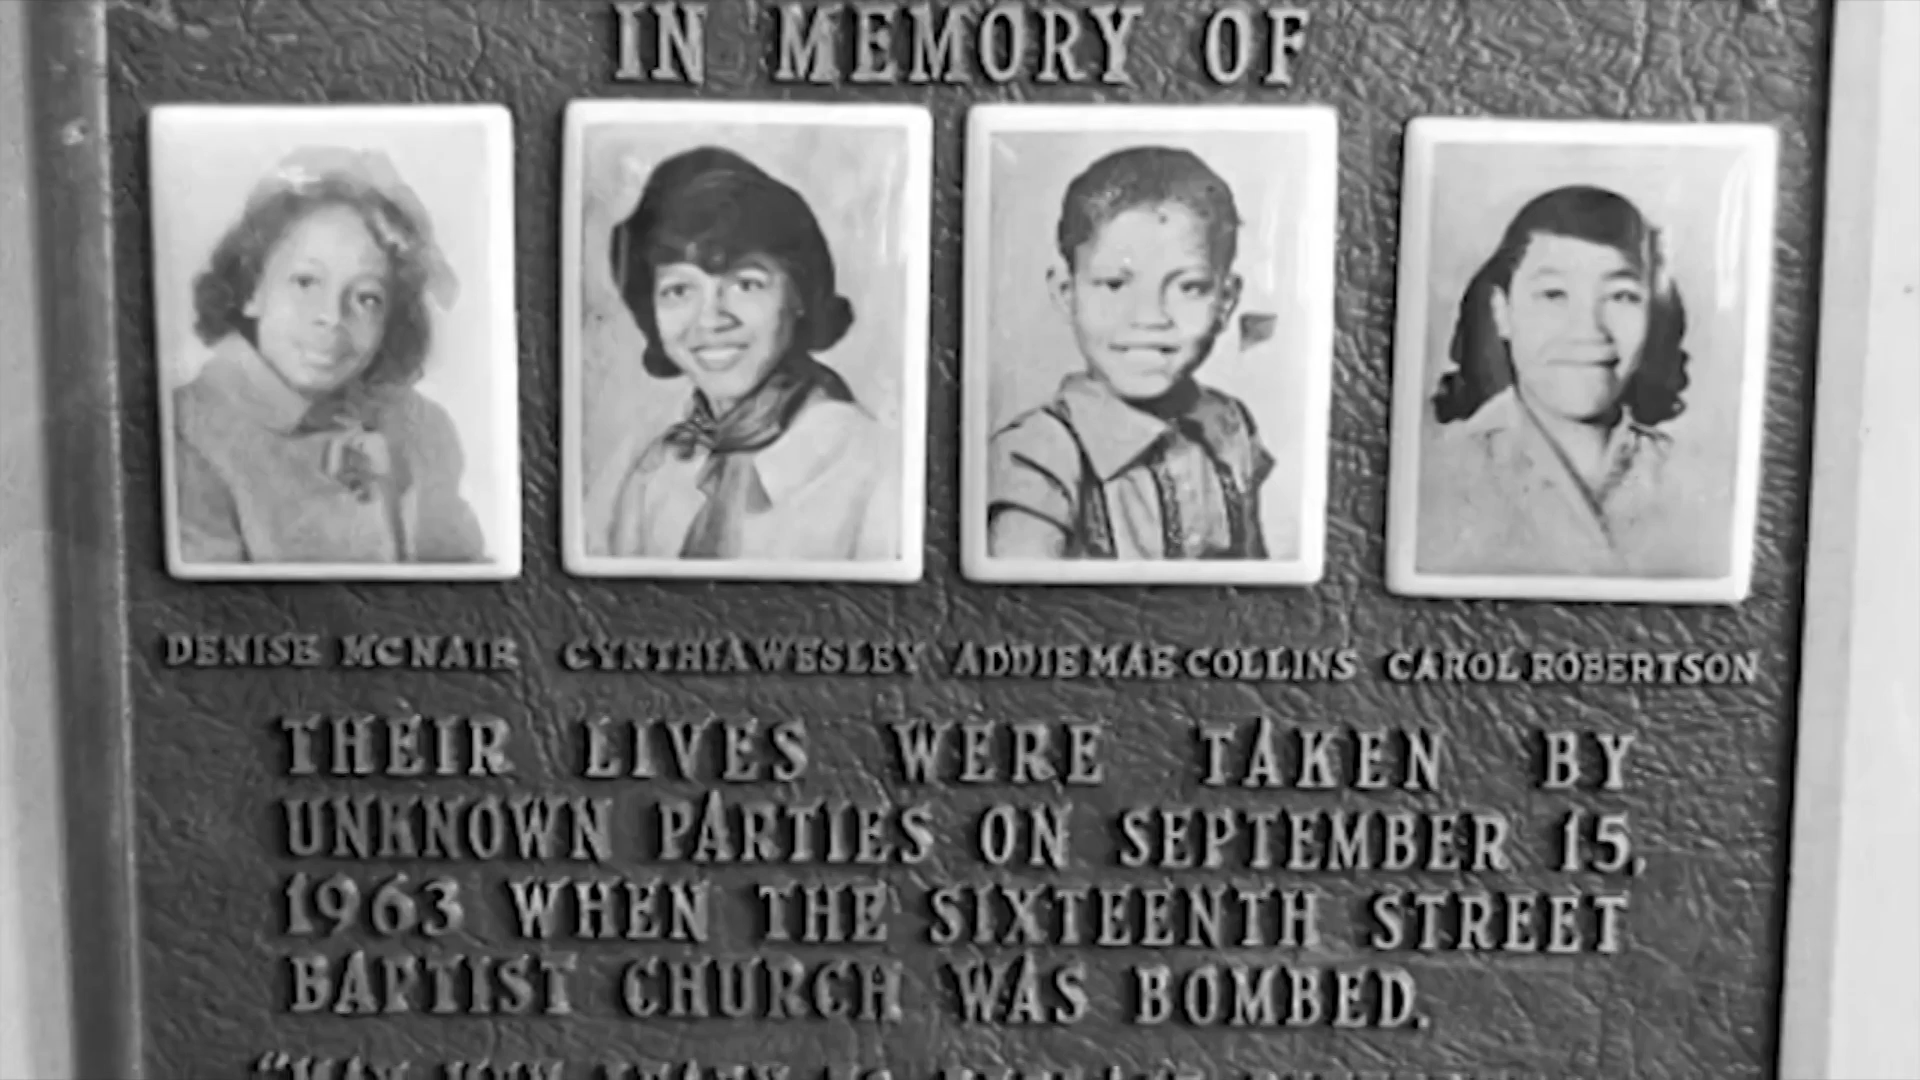 IN MEMORY OF
DENISE MCNAIR CYNTHIA WESLEY ADDIE MAE COLLINS CAROL ROBERTSON
THEIR LIVES WERE TAKEN BY
UNKNOWN PARTIES ON SEPTEMBER 15,
1963 WHEN THE SIXTEENTH STREET
BAPTIST CHURCH WAS BOMBED.